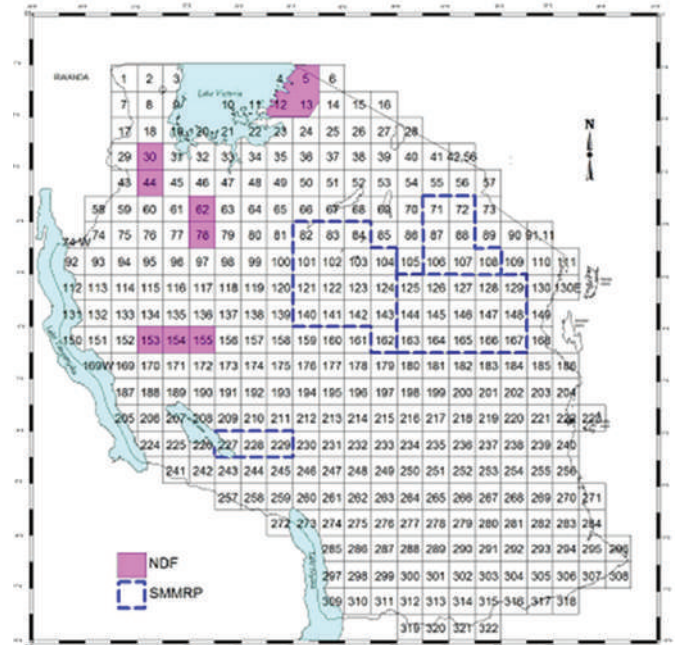 RWANDA 1 2 3 4 5 6
Lake Victoria
7 8 9 10 11 12 13 14 15 16
17 18 19 20 21 22 23 24 25 26 27 28
N
29 30 31 32 33 34 35 36 37 38 39 40 41 42,56
43 44 45 46 47 48 49 50 51 52 53 54 55 56 57
58 59 60 61 62 63 64 65 66 67 68 69 70 71 72 73
74 75 76 77 78 79 80 81 82 83 84 85 86 87 88 89 90 91,11
74 W
92 93 94 95 96 97 98 99 100 101 102 103 104 105 106 107 108 109 110 111
112 113 114 115 116 117 118 119 120 121 122 123 124 125 126 127 128 129 130 130E
131 132 133 134 135 136 137 138 139 140 141 142 143 144 145 146 147 148 149
150 151 152 153 154 155 156 157 158 159 160 161 162 163 164 165 166 167 168
169W 169 170 171 172 173 174 175 176 177 178 179 180 181 182 183 184 185 186
187 188 189 190 191 192 193 194 195 196 197 198 199 200 201 202 203 204
205 206 207 208 209 210 211 212 213 214 215 216 217 218 219 220 221 222 223
224 225 226 227 228 229 230 231 232 233 234 235 236 237 238 239 240
241 242 243 244 245 246 247 248 249 250 251 252 253 254 255 256
257 258 259 260 261 262 263 264 265 266 267 268 269 270 271
272 273 274 275 276 277 278 279 280 281 282 283 284
285 286 287 288 289 290 291 292 293 294 295 296
NDF
297 298 299 300 301 302 303 304 305 306 307 308
SMMRP
309 310 311 312 313 314 315 316 317 318
319 320 321 322